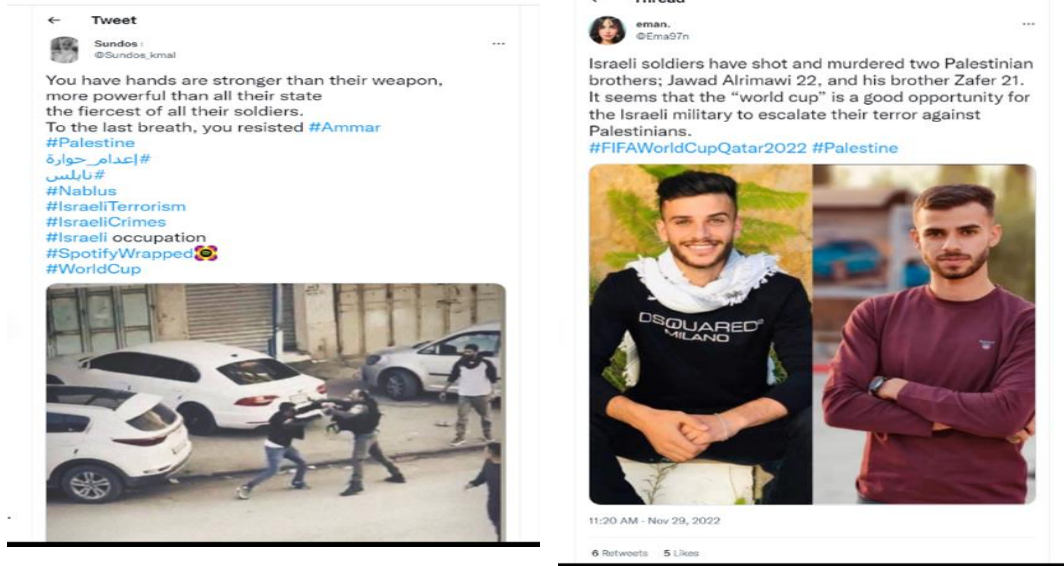 Tweet
Sundos :
@Sundos_kmal
You have hands are stronger than their weapon,
more powerful than all their state
the fiercest of all their soldiers.
To the last breath, you resisted #Ammar
#Palestine
#إعدام_حوارة
#نابلس
#Nablus
#IsraeliTerrorism
#IsraeliCrimes
#Israeli occupation
#SpotifyWrapped
#WorldCup
Thread
eman.
@Ema97n
Israeli soldiers have shot and murdered two Palestinian
brothers; Jawad Alrimawi 22, and his brother Zafer 21.
It seems that the “world cup” is a good opportunity for
the Israeli military to escalate their terror against
Palestinians.
#FIFAWorldCupQatar2022 #Palestine
DSQUARED2
MILANO
11:20 AM - Nov 29, 2022
6 Retweets 5 Likes